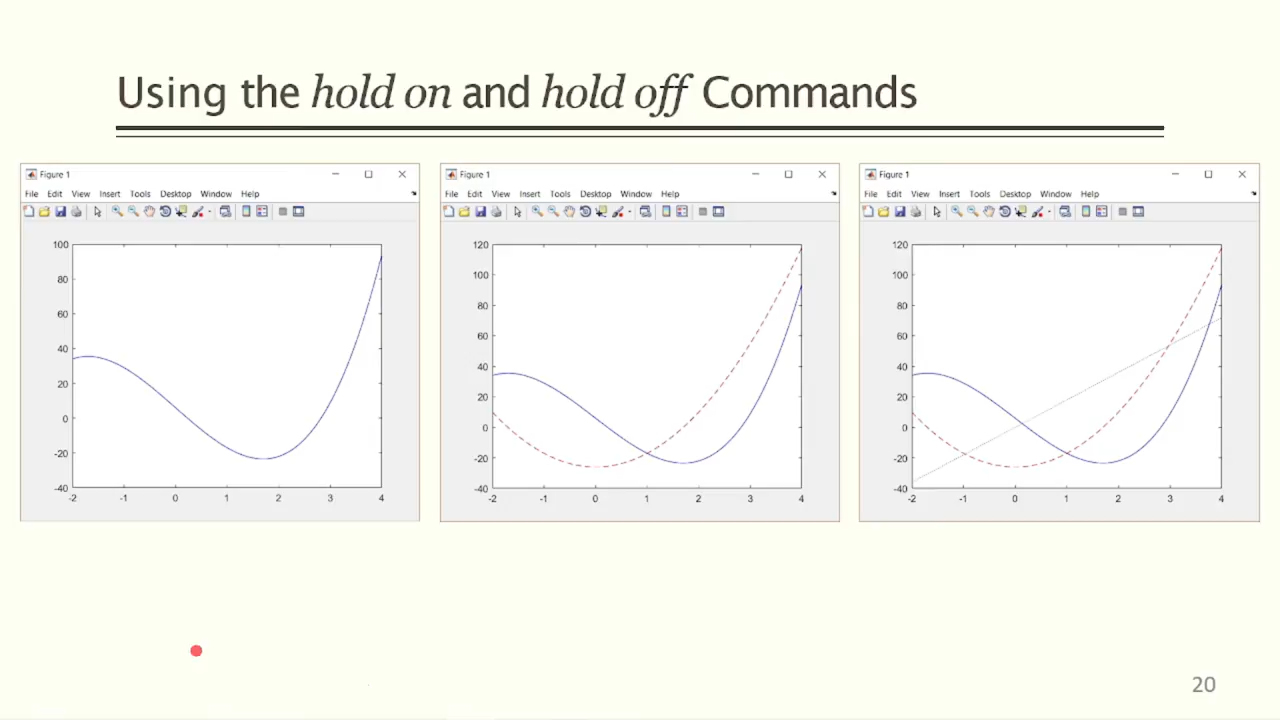 Using the hold on and hold off Commands
Figure 1
File Edit View Insert Tools Desktop Window Help
100
80
60
40
20
0
-20
-40
-2 -1 0 1 2 3 4
Figure 1
File Edit View Insert Tools Desktop Window Help
120
100
80
60
40
20
0
-20
-40
-2 -1 0 1 2 3 4
Figure 1
File Edit View Insert Tools Desktop Window Help
120
100
80
60
40
20
0
-20
-40
-2 -1 0 1 2 3 4
20